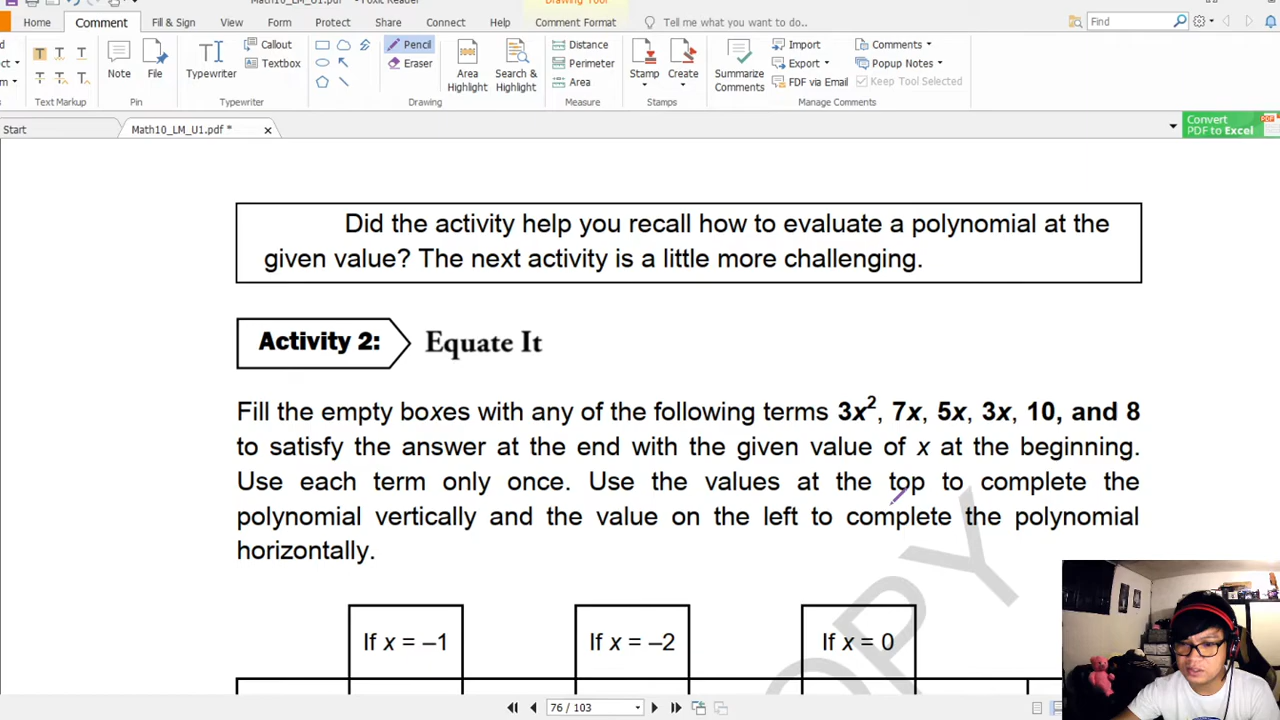 Math10_LM_U1.pdf * - Foxit Reader
Drawing Tool
Home Comment Fill & Sign View Form Protect Share Connect Help Comment Format Tell me what you want to do... Find
Note File Typewriter Callout Textbox Pencil Eraser Area Highlight Search & Highlight Distance Perimeter Area Stamp Create Summarize Comments Import Export FDF via Email Comments Popup Notes Keep Tool Selected
Text Markup Pin Typewriter Drawing Measure Stamps Manage Comments
Start Math10_LM_U1.pdf * Convert PDF to Excel
Did the activity help you recall how to evaluate a polynomial at the
given value? The next activity is a little more challenging.
Activity 2: Equate It
Fill the empty boxes with any of the following terms 3x², 7x, 5x, 3x, 10, and 8
to satisfy the answer at the end with the given value of x at the beginning.
Use each term only once. Use the values at the top to complete the
polynomial vertically and the value on the left to complete the polynomial
horizontally.
If x = –1 If x = –2 If x = 0
76 / 103